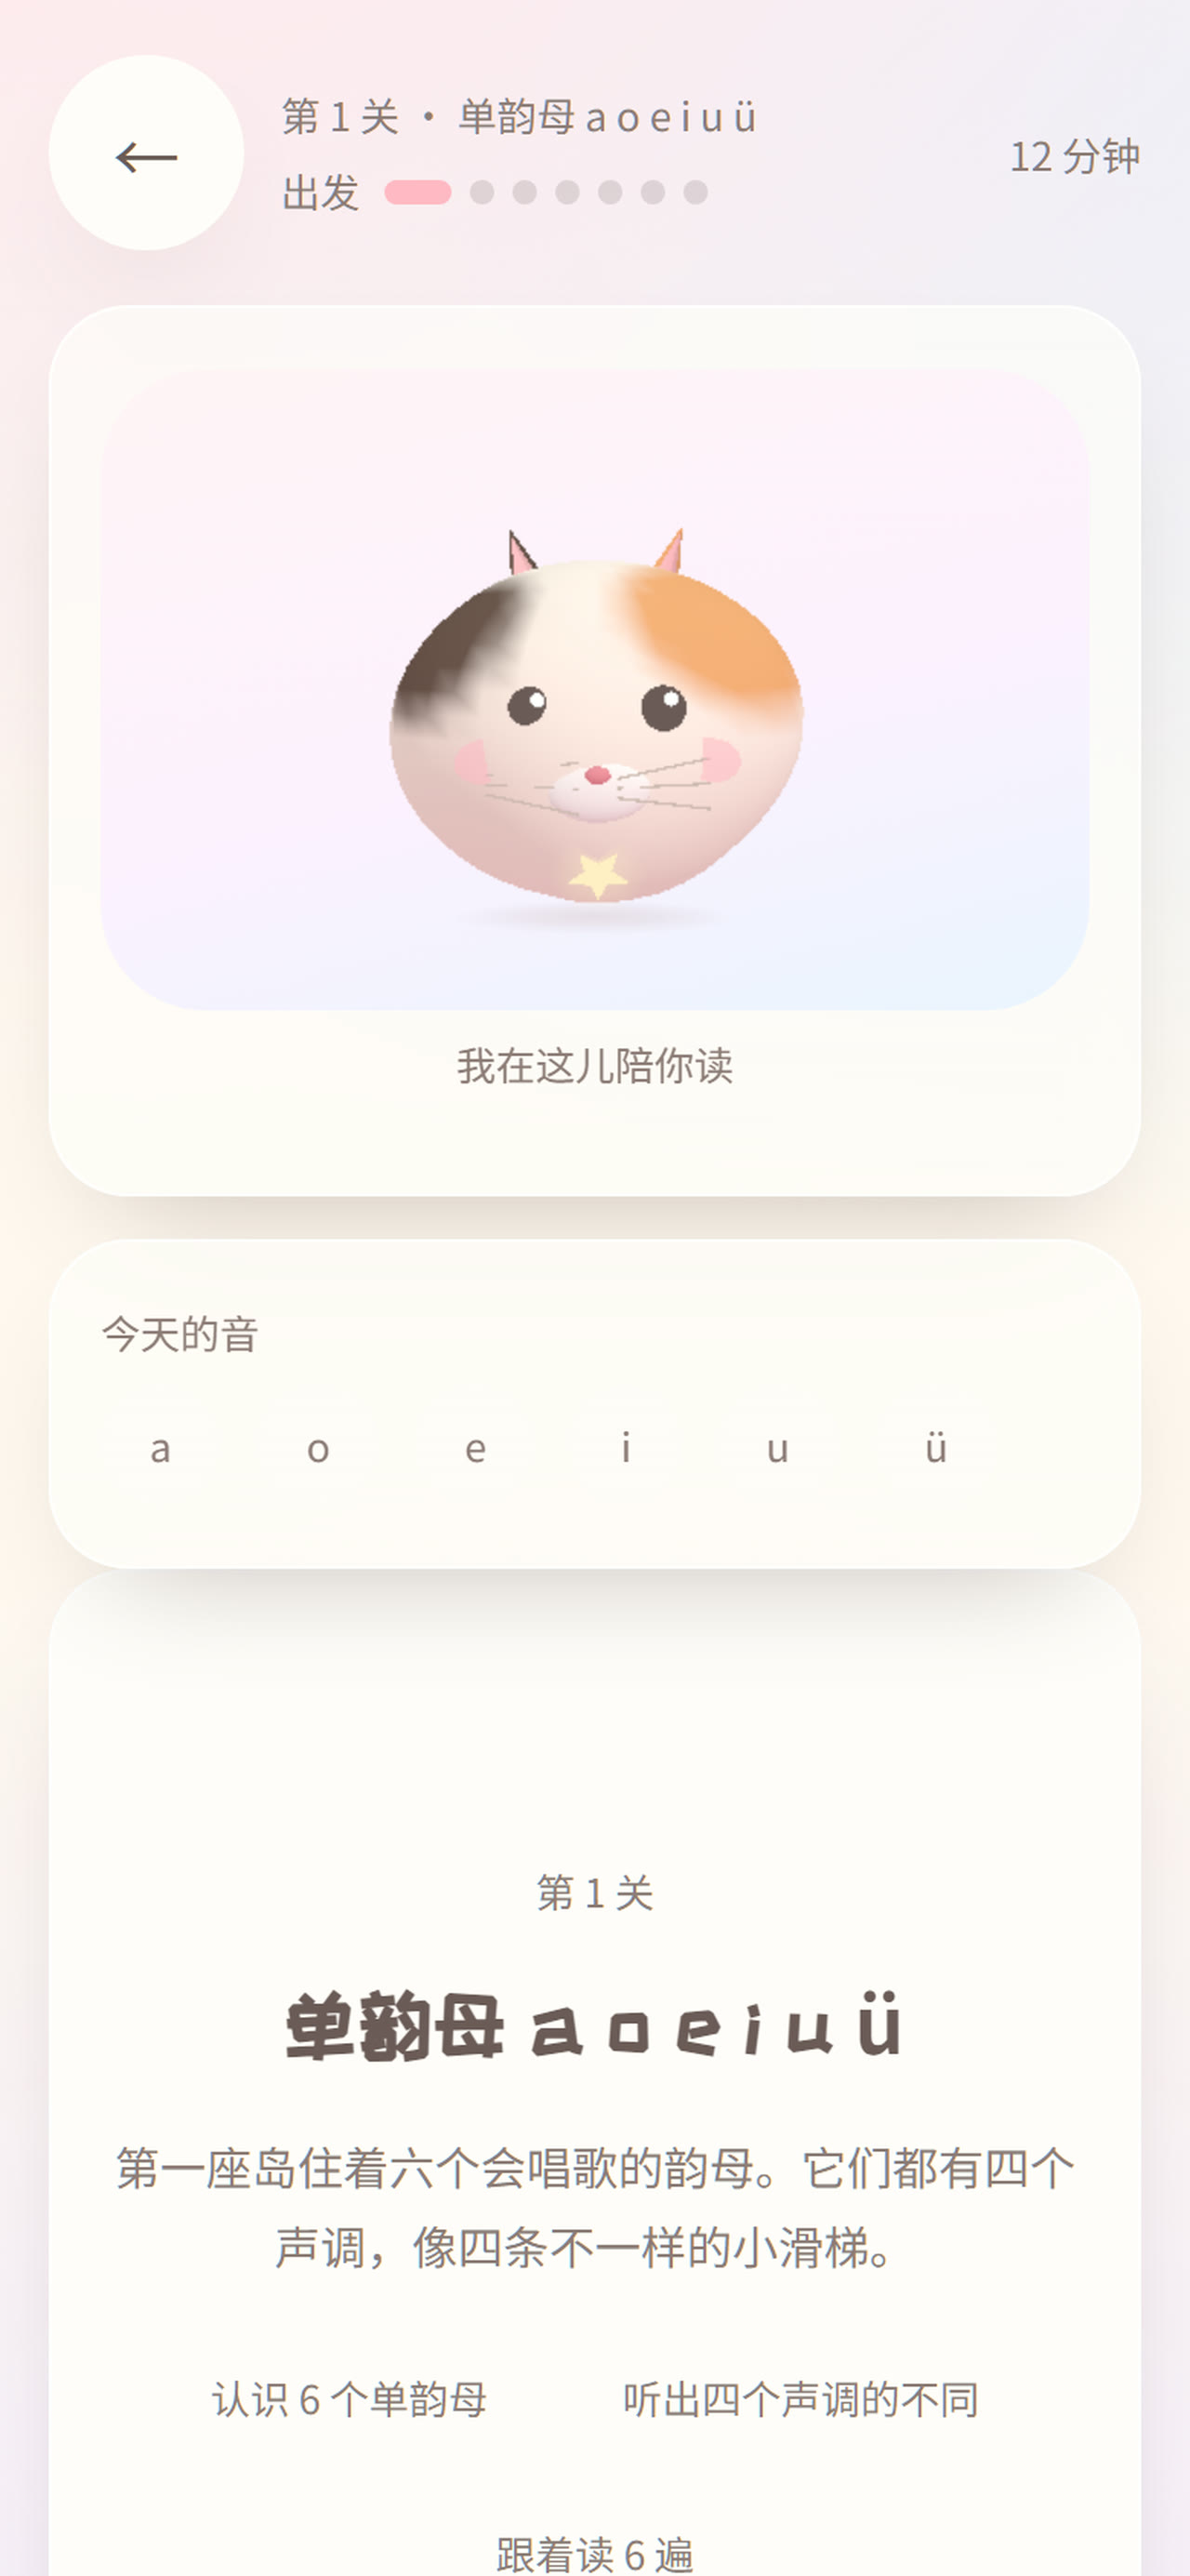 第 1 关 · 单韵母 a o e i u ü
出发
12 分钟
我在这儿陪你读
今天的音
a o e i u ü
第 1 关
单韵母 a o e i u ü
第一座岛住着六个会唱歌的韵母。它们都有四个
声调，像四条不一样的小滑梯。
认识 6 个单韵母 听出四个声调的不同
跟着读 6 遍